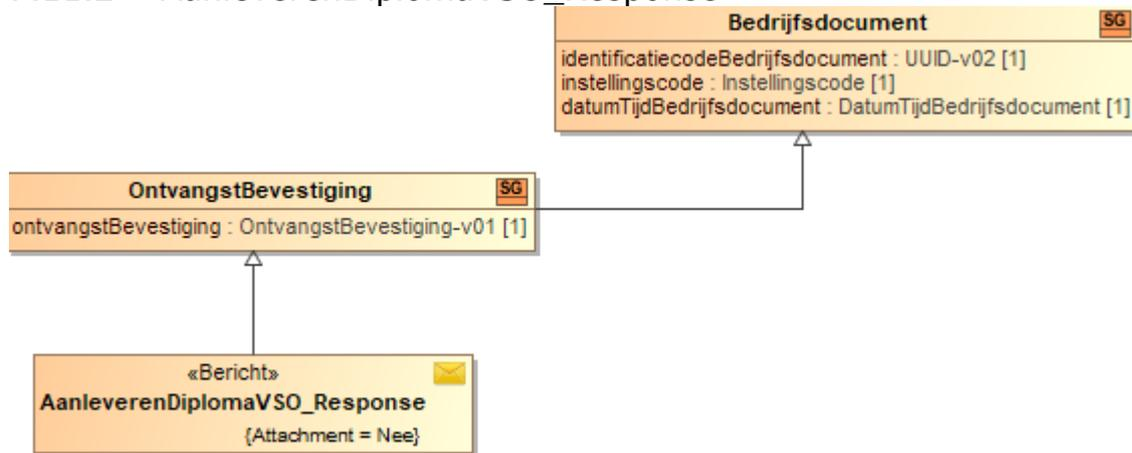 AanleverenDiplomaVSO_Response
Bedrijfsdocument SG
identificatiecodeBedrijfsdocument : UUID-v02 [1]
instellingscode : Instellingscode [1]
datumTijdBedrijfsdocument : DatumTijdBedrijfsdocument [1]
OntvangstBevestiging SG
ontvangstBevestiging : OntvangstBevestiging-v01 [1]
«Bericht»
AanleverenDiplomaVSO_Response
{Attachment = Nee}